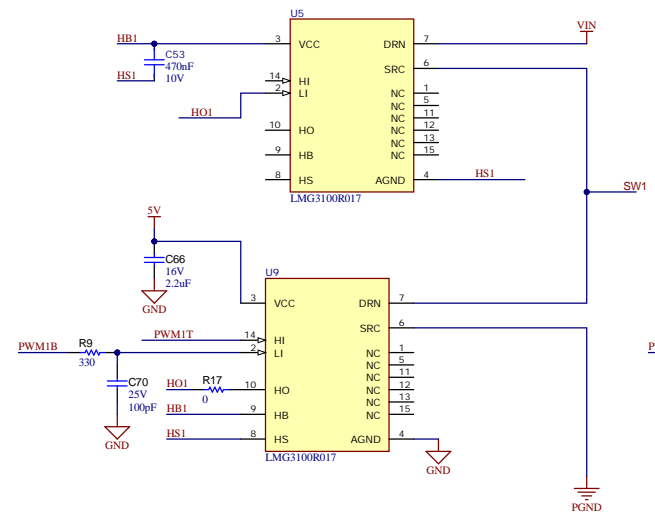 U5
VIN
HB1
3
VCC
DRN
7
C53
470nF
10V
SRC
6
HS1
14
HI
2
LI
NC
1
NC
5
HO1
NC
11
10
HO
NC
12
NC
13
9
HB
NC
15
8
HS
AGND
4
HS1
SW1
LMG3100R017
5V
C66
16V
2.2uF
U9
GND
3
VCC
DRN
7
SRC
6
PWM1T
14
HI
PWM1B
R9
330
2
LI
NC
1
NC
5
C70
25V
100pF
HO1
R17
0
10
HO
NC
11
NC
12
HB1
9
HB
NC
13
NC
15
HS1
8
HS
AGND
4
GND
LMG3100R017
GND
PGND
P